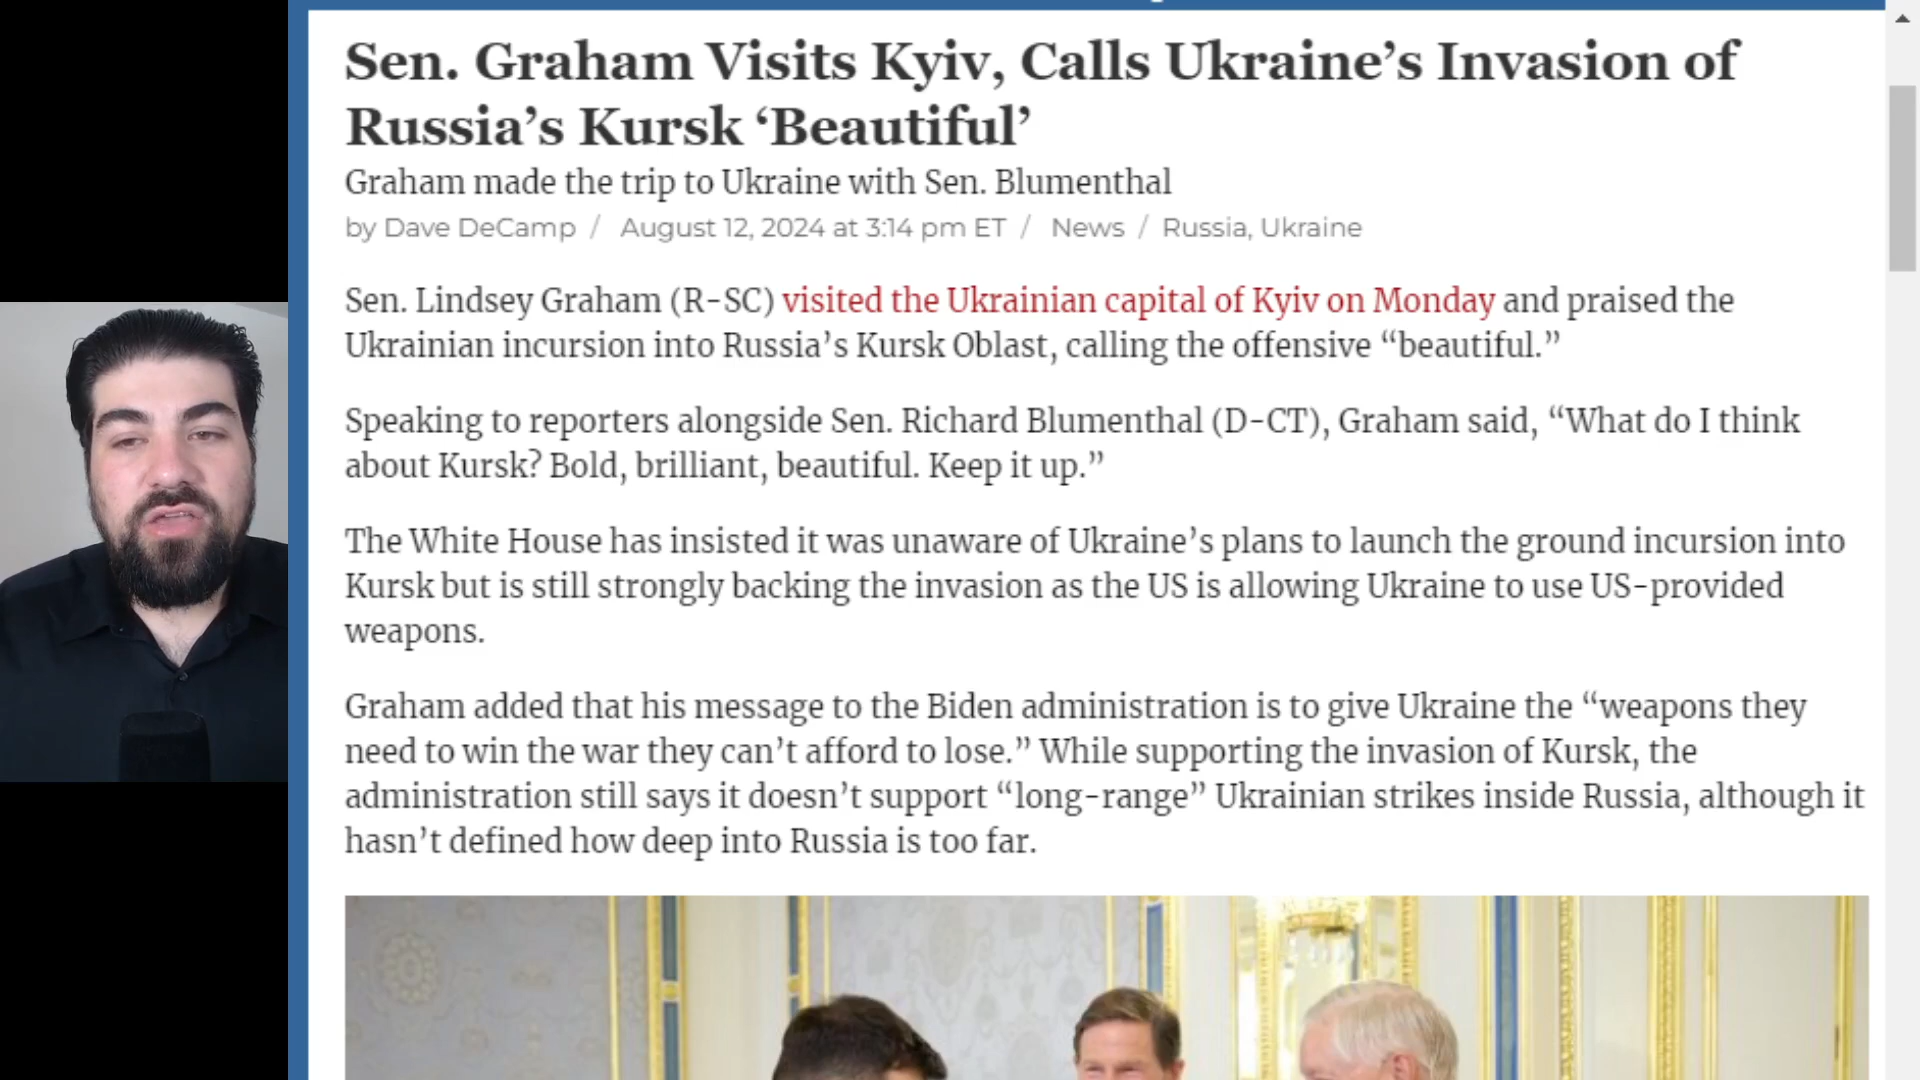 Sen. Graham Visits Kyiv, Calls Ukraine’s Invasion of
Russia’s Kursk ‘Beautiful’
Graham made the trip to Ukraine with Sen. Blumenthal
by Dave DeCamp / August 12, 2024 at 3:14 pm ET / News / Russia, Ukraine
Sen. Lindsey Graham (R-SC) visited the Ukrainian capital of Kyiv on Monday and praised the
Ukrainian incursion into Russia’s Kursk Oblast, calling the offensive “beautiful.”
Speaking to reporters alongside Sen. Richard Blumenthal (D-CT), Graham said, “What do I think
about Kursk? Bold, brilliant, beautiful. Keep it up.”
The White House has insisted it was unaware of Ukraine’s plans to launch the ground incursion into
Kursk but is still strongly backing the invasion as the US is allowing Ukraine to use US-provided
weapons.
Graham added that his message to the Biden administration is to give Ukraine the “weapons they
need to win the war they can’t afford to lose.” While supporting the invasion of Kursk, the
administration still says it doesn’t support “long-range” Ukrainian strikes inside Russia, although it
hasn’t defined how deep into Russia is too far.